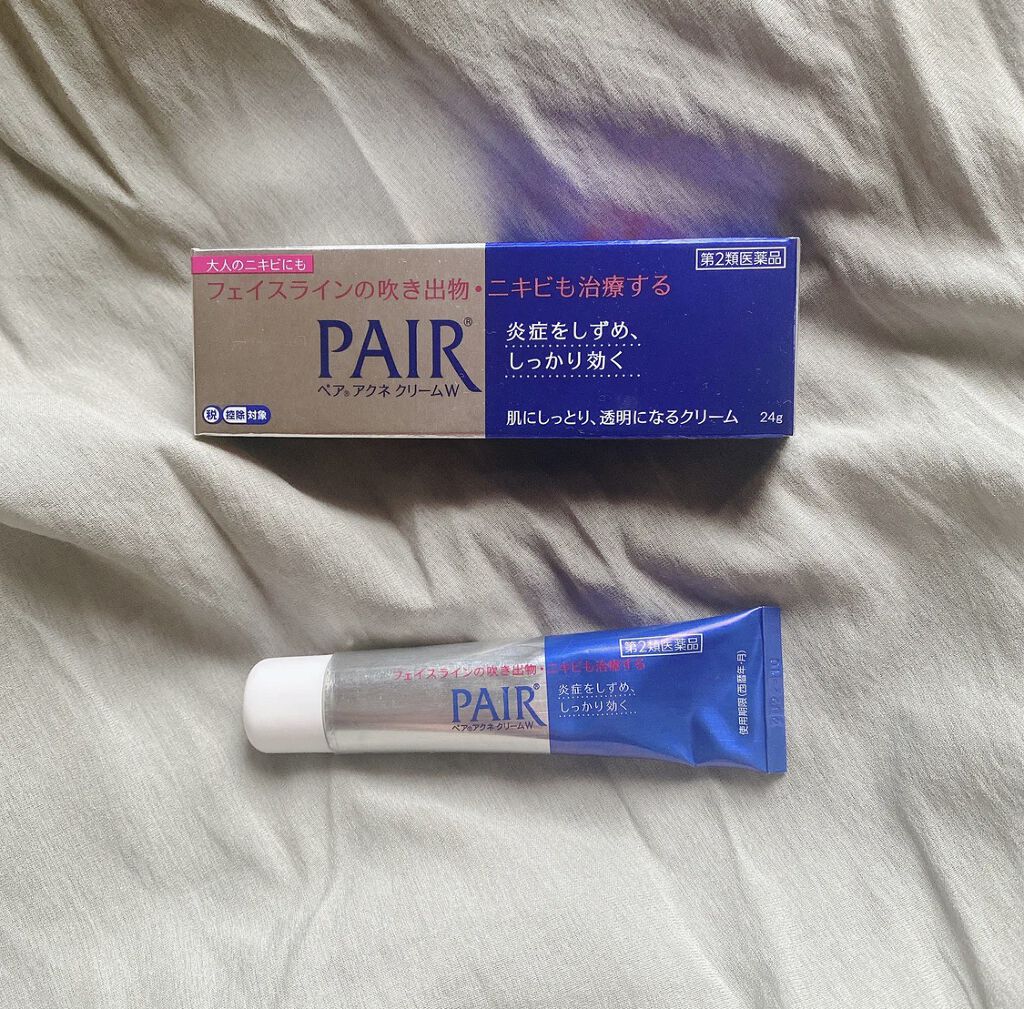 大人のニキビにも
第2類医薬品
フェイスラインの吹き出物・ニキビも治療する
PAIR®
ペア®アクネ クリームW
炎症をしずめ、
しっかり効く
税 控除対象
肌にしっとり、透明になるクリーム 24g
第2類医薬品
フェイスラインの吹き出物・ニキビも治療する
PAIR®
ペア®アクネ クリームW
炎症をしずめ、
しっかり効く
使用期限(西暦年・月)